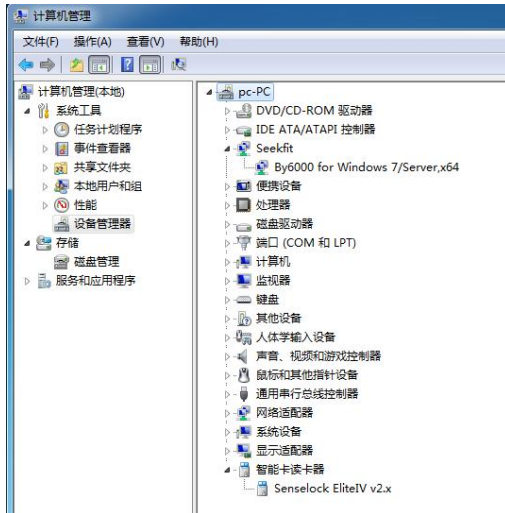 计算机管理
文件(F) 操作(A) 查看(V) 帮助(H)
计算机管理(本地)
系统工具
任务计划程序
事件查看器
共享文件夹
本地用户和组
性能
设备管理器
存储
磁盘管理
服务和应用程序
pc-PC
DVD/CD-ROM 驱动器
IDE ATA/ATAPI 控制器
Seekfit
By6000 for Windows 7/Server,x64
便携设备
处理器
磁盘驱动器
端口 (COM 和 LPT)
计算机
监视器
键盘
其他设备
人体学输入设备
声音、视频和游戏控制器
鼠标和其他指针设备
通用串行总线控制器
网络适配器
系统设备
显示适配器
智能卡读卡器
Senselock EliteIV v2.x